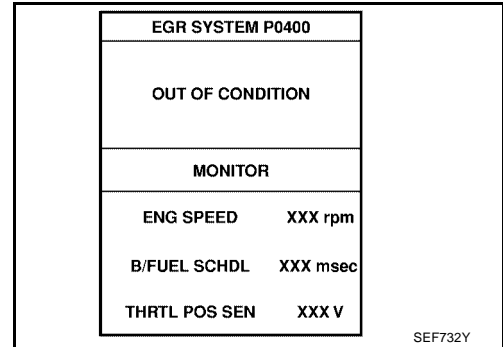 EGR SYSTEM P0400
OUT OF CONDITION
MONITOR
ENG SPEED XXX rpm
B/FUEL SCHDL XXX msec
THRTL POS SEN XXX V
SEF732Y